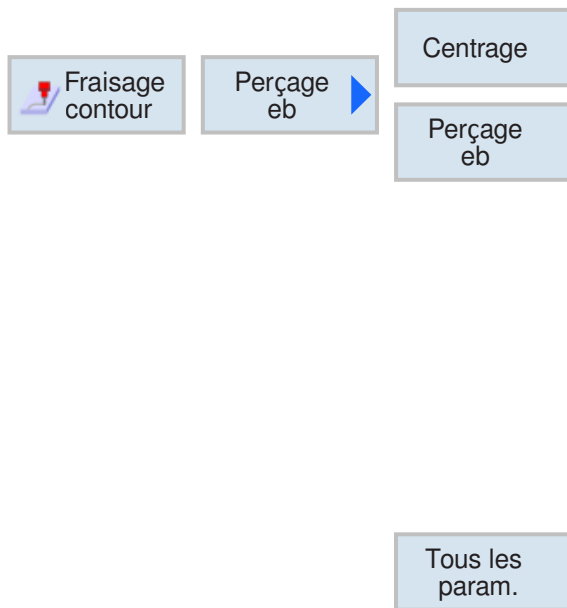 Centrage
Fraisage
contour
Perçage
eb
Perçage
eb
Tous les
param.